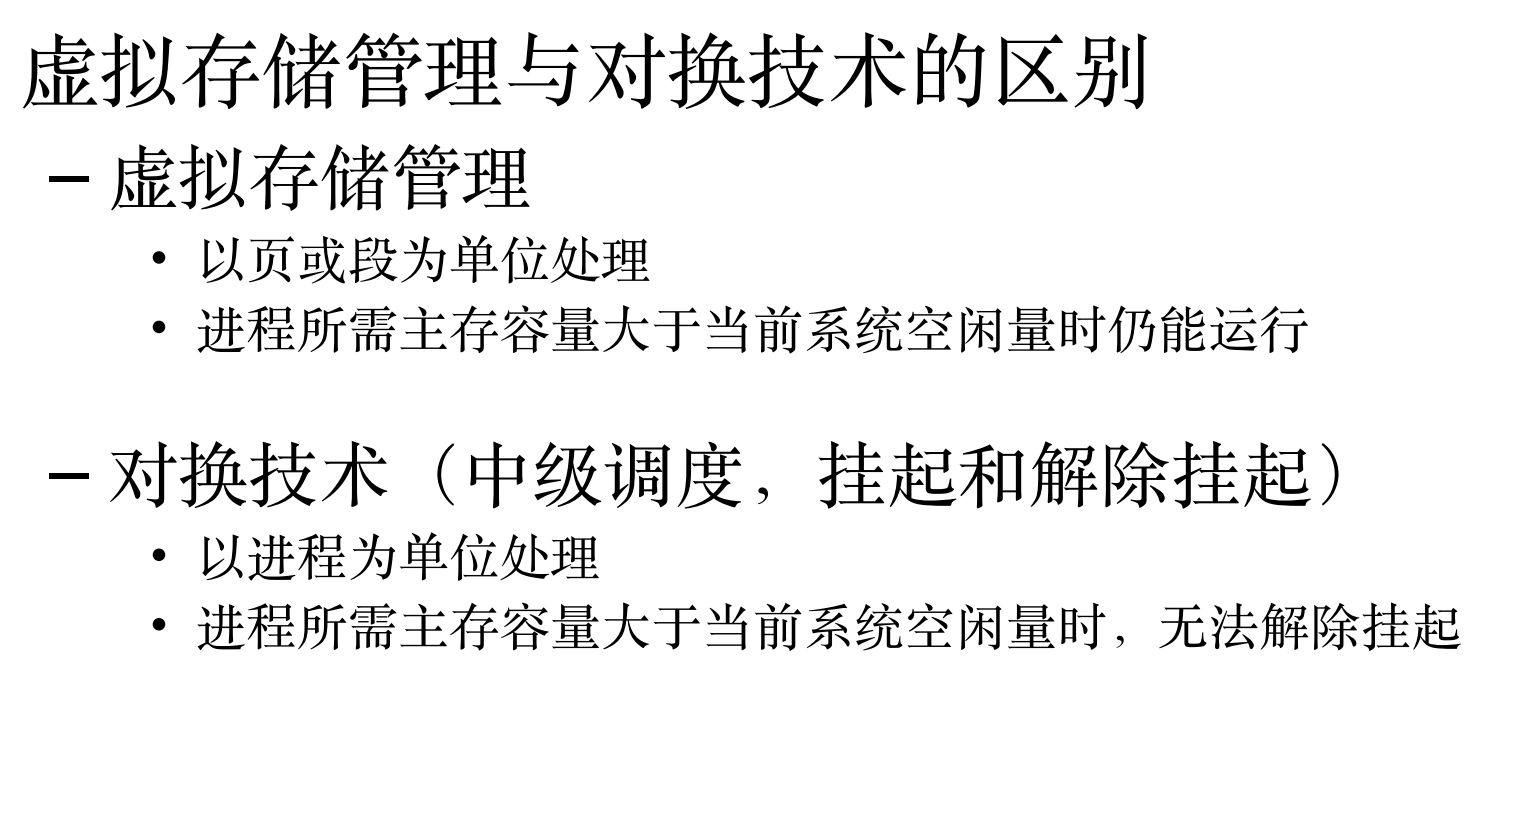 虚拟存储管理与对换技术的区别
– 虚拟存储管理
• 以页或段为单位处理
• 进程所需主存容量大于当前系统空闲量时仍能运行
– 对换技术（中级调度，挂起和解除挂起）
• 以进程为单位处理
• 进程所需主存容量大于当前系统空闲量时，无法解除挂起